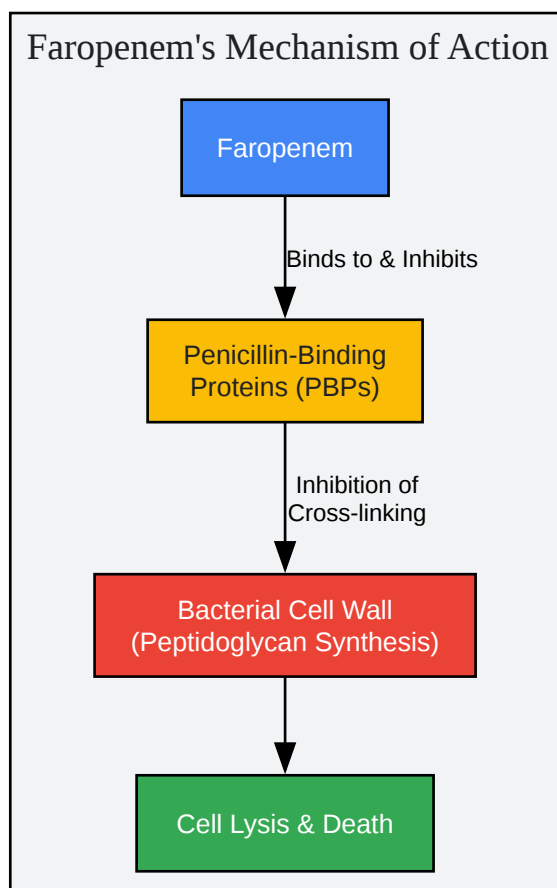 Faropenem's Mechanism of Action
Faropenem
Binds to & Inhibits
Penicillin-Binding
Proteins (PBPs)
Inhibition of
Cross-linking
Bacterial Cell Wall
(Peptidoglycan Synthesis)
Cell Lysis & Death